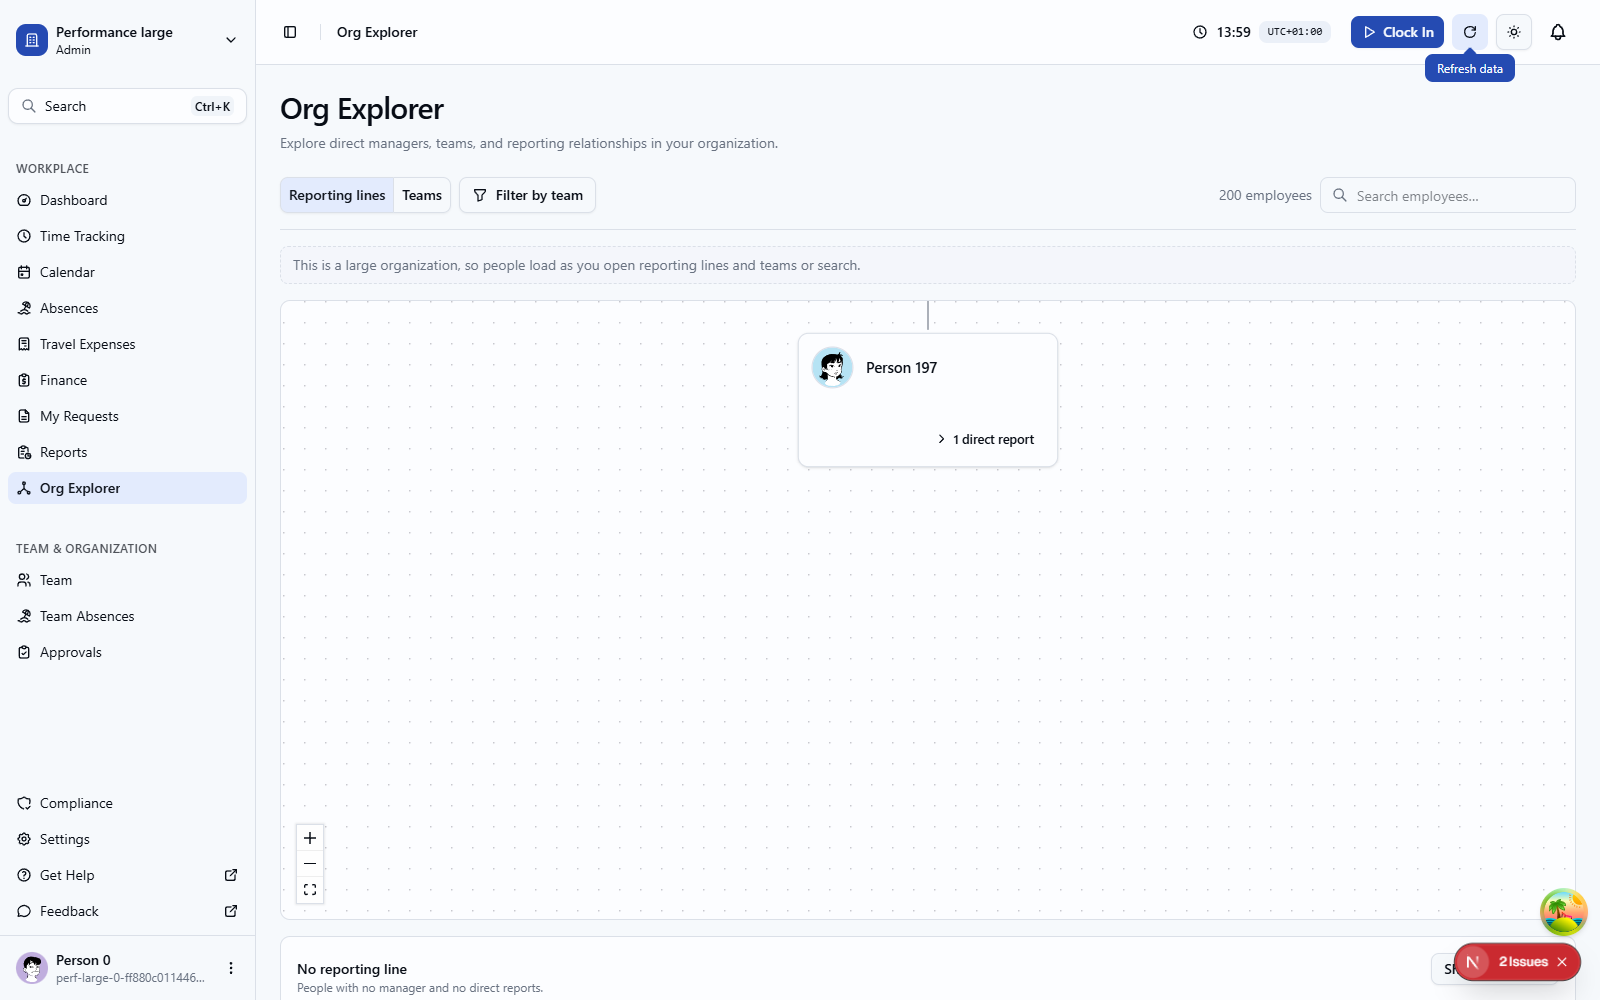 Performance large
Admin
Search
Ctrl+K
WORKPLACE
Dashboard
Time Tracking
Calendar
Absences
Travel Expenses
Finance
My Requests
Reports
Org Explorer
TEAM & ORGANIZATION
Team
Team Absences
Approvals
Compliance
Settings
Get Help
Feedback
Person 0
perf-large-0-ff880c011446...
Org Explorer
13:59
UTC+01:00
Clock In
Refresh data
Org Explorer
Explore direct managers, teams, and reporting relationships in your organization.
Reporting lines
Teams
Filter by team
200 employees
Search employees...
This is a large organization, so people load as you open reporting lines and teams or search.
Person 197
1 direct report
No reporting line
People with no manager and no direct reports.
N
2 Issues